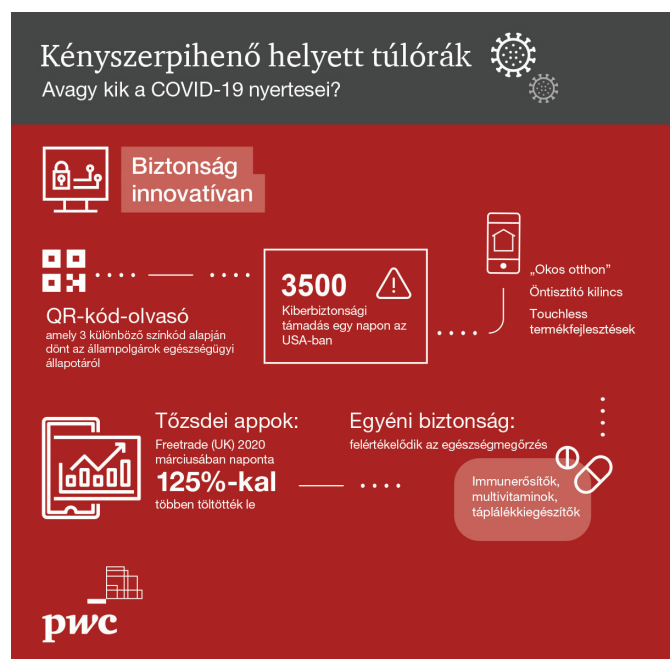 Kényszerpihenő helyett túlórák
Avagy kik a COVID-19 nyertesei?
Biztonság
innovatívan
QR-kód-olvasó
amely 3 különböző színkód alapján
dönt az állampolgárok egészségügyi
állapotáról
3500
Kiberbiztonsági
támadás egy napon az
USA-ban
„Okos otthon”
Öntisztító kilincs
Touchless
termékfejlesztések
Tőzsdei appok:
Freetrade (UK) 2020
márciusában naponta
125%-kal
többen töltötték le
Egyéni biztonság:
felértékelődik az egészségmegőrzés
Immunerősítők,
multivitaminok,
táplálékkiegészítők
pwc